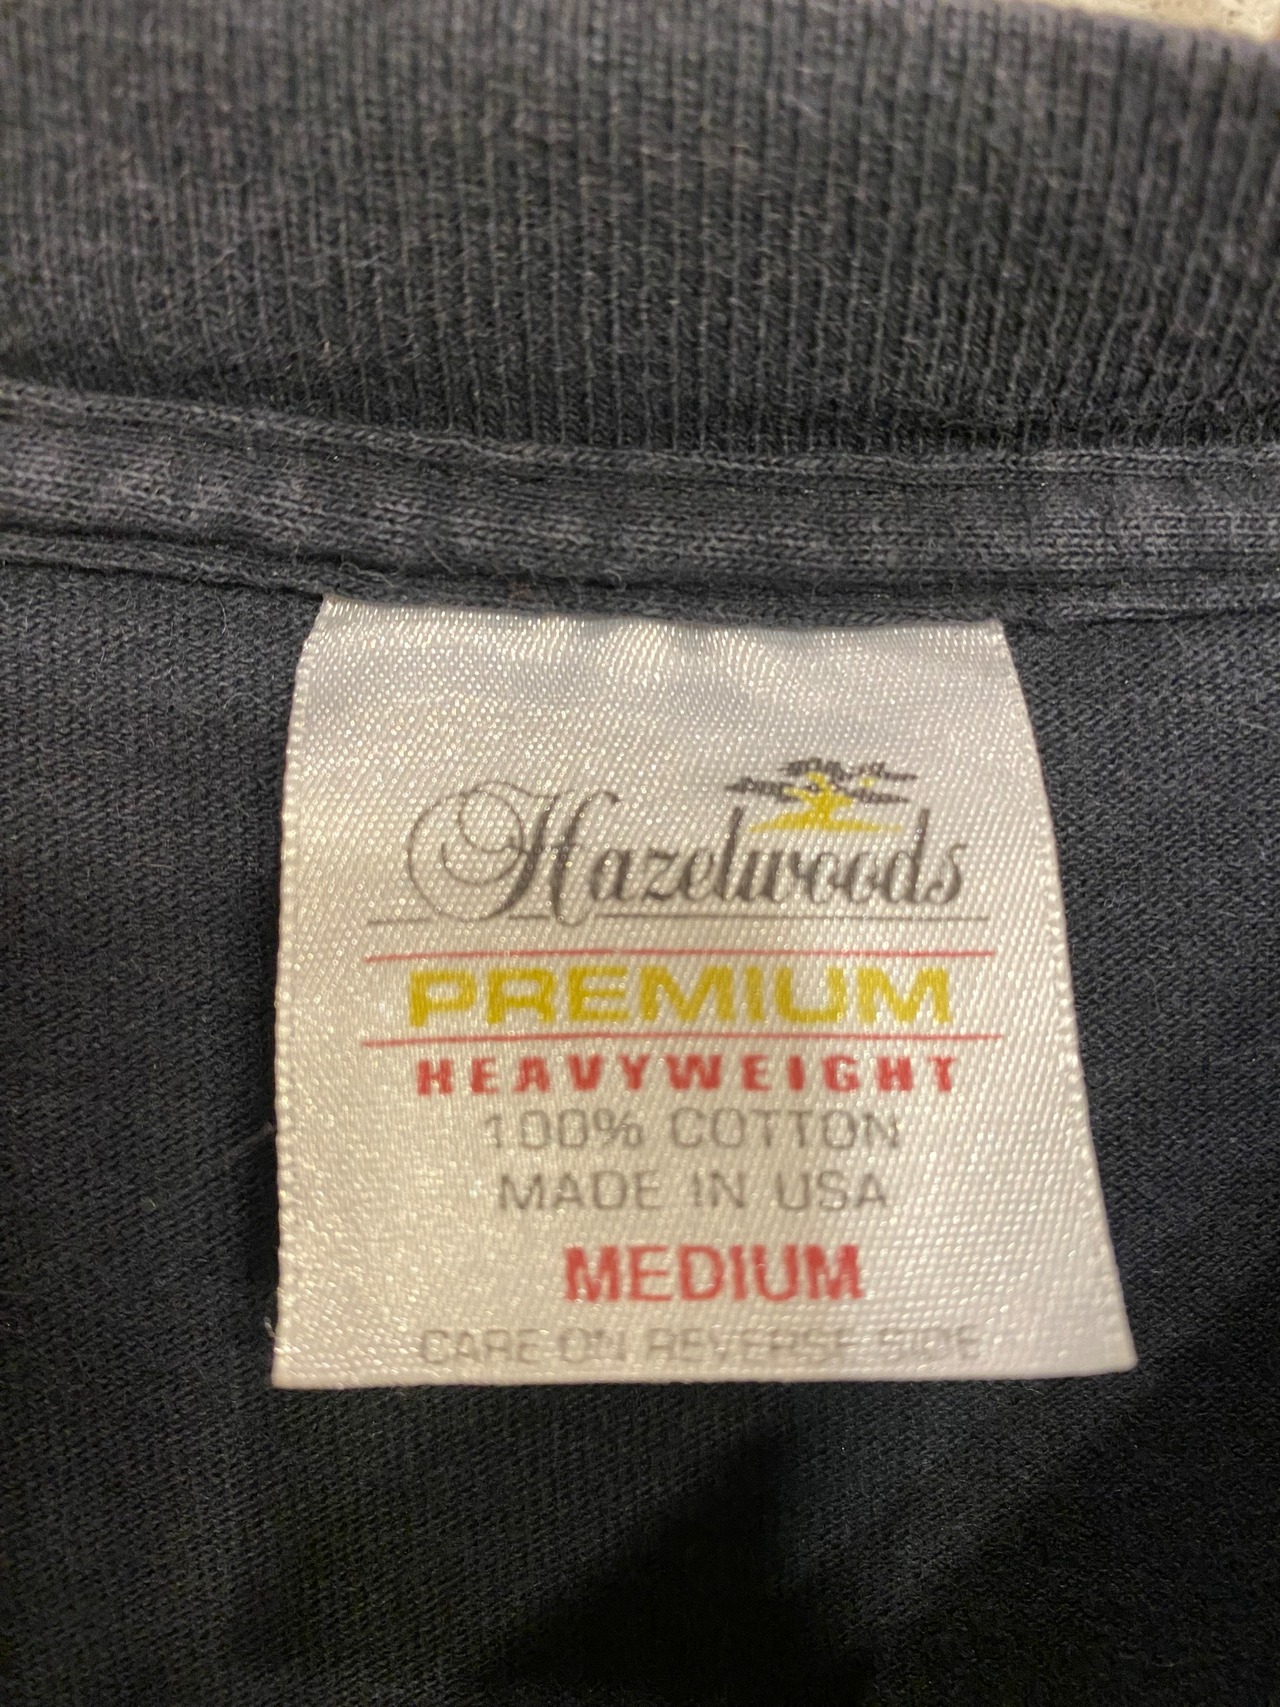 Hazelwoods
PREMIUM
HEAVYWEIGHT
100% COTTON
MADE IN USA
MEDIUM
CARE ON REVERSE SIDE